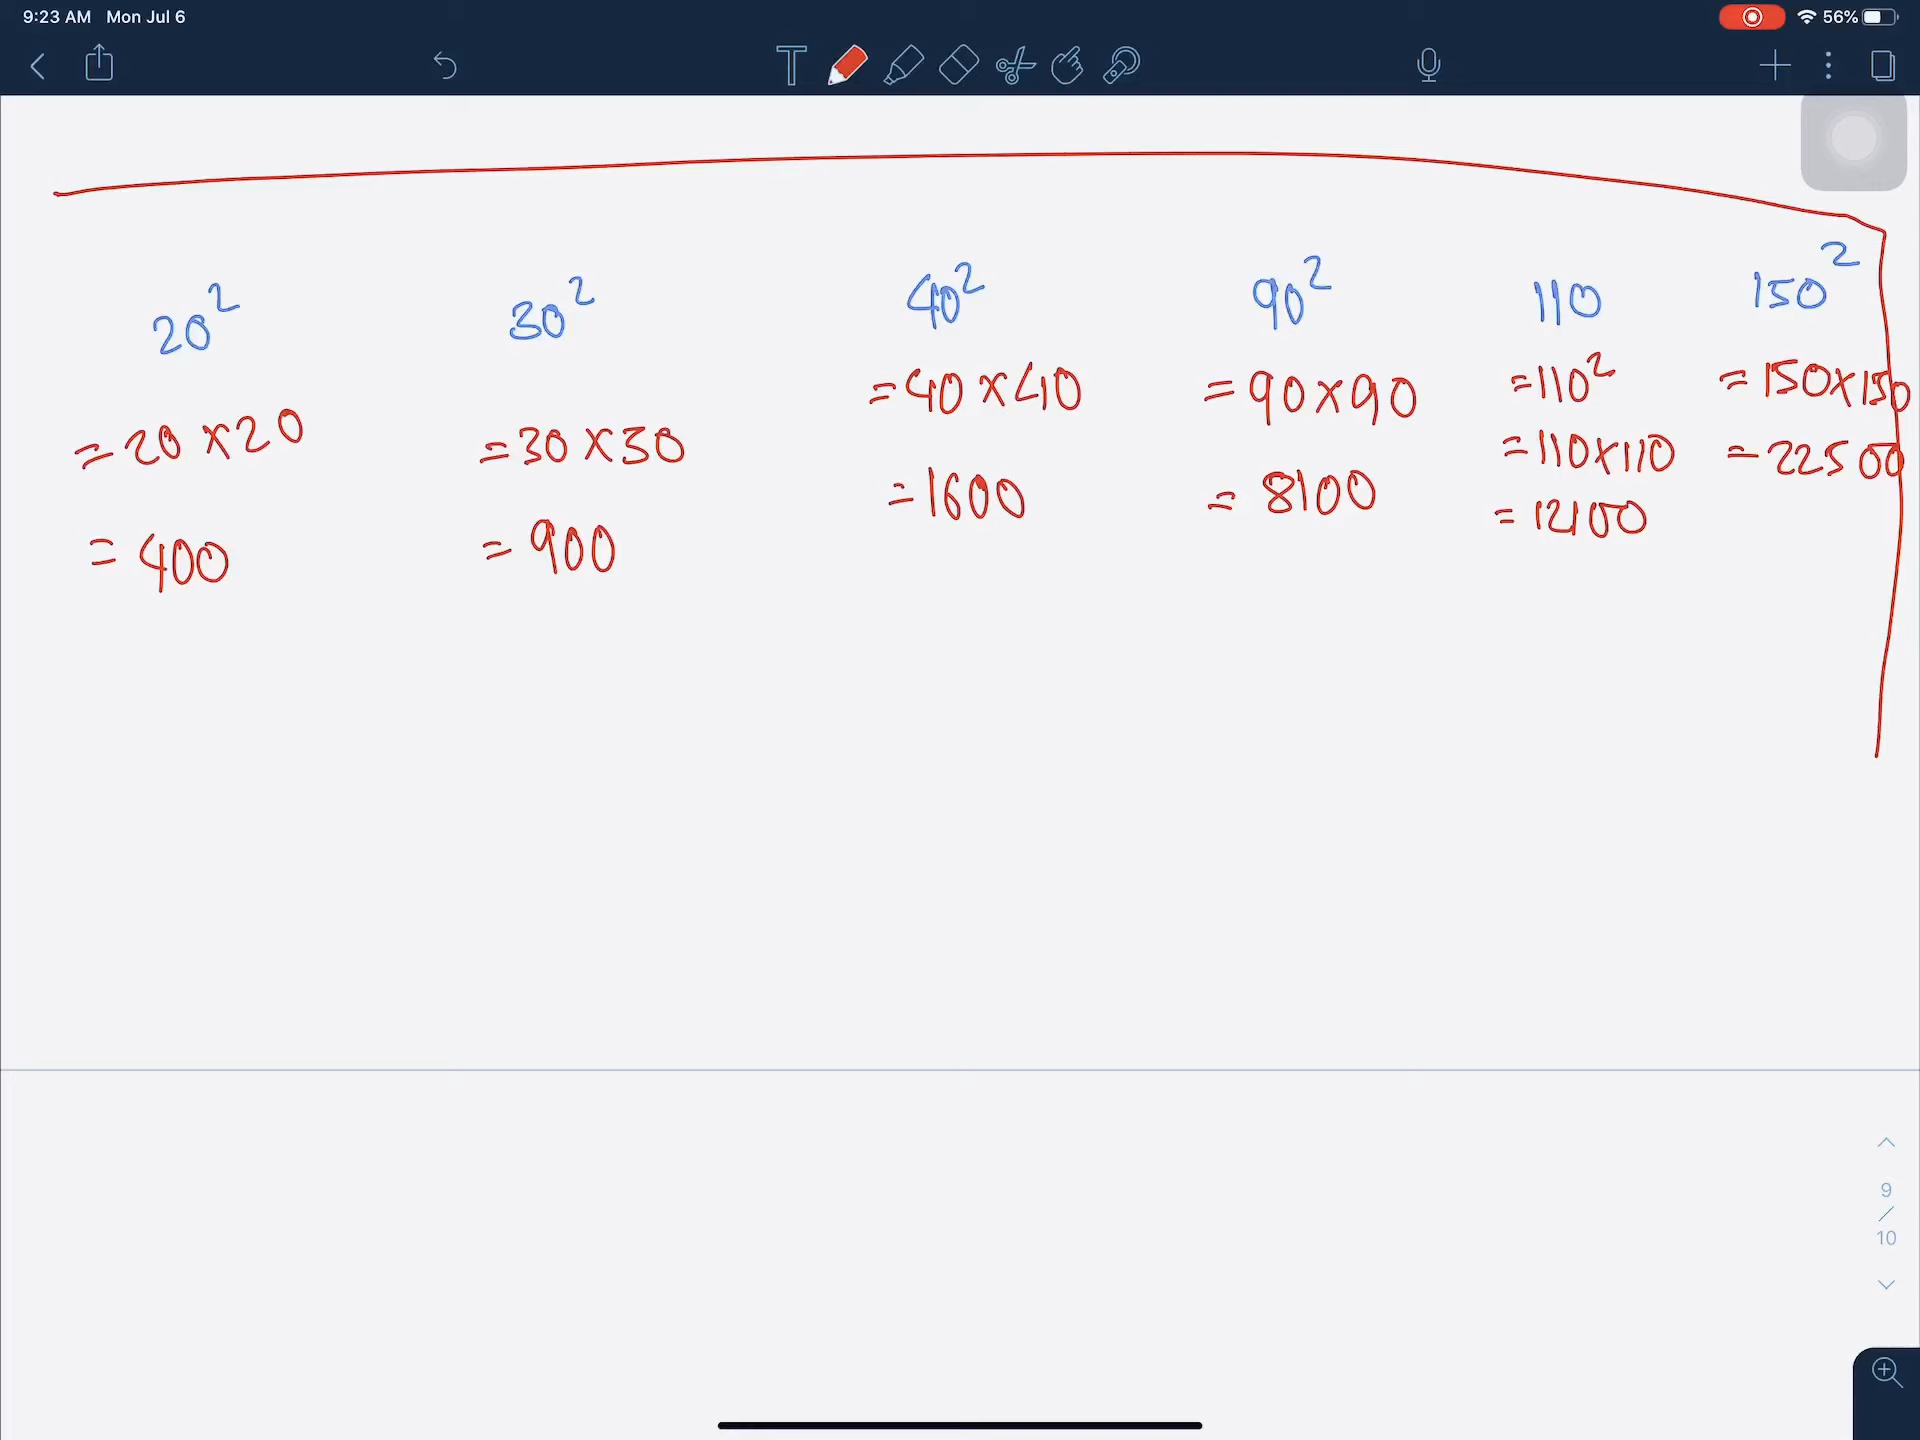 9:23 AM Mon Jul 6
56%
20²
= 20 × 20
= 400
30²
= 30 × 30
= 900
40²
= 40 × 40
= 1600
90²
= 90 × 90
= 8100
110
= 110²
= 110 × 110
= 12100
150²
= 150 × 150
= 22500
9
/
10